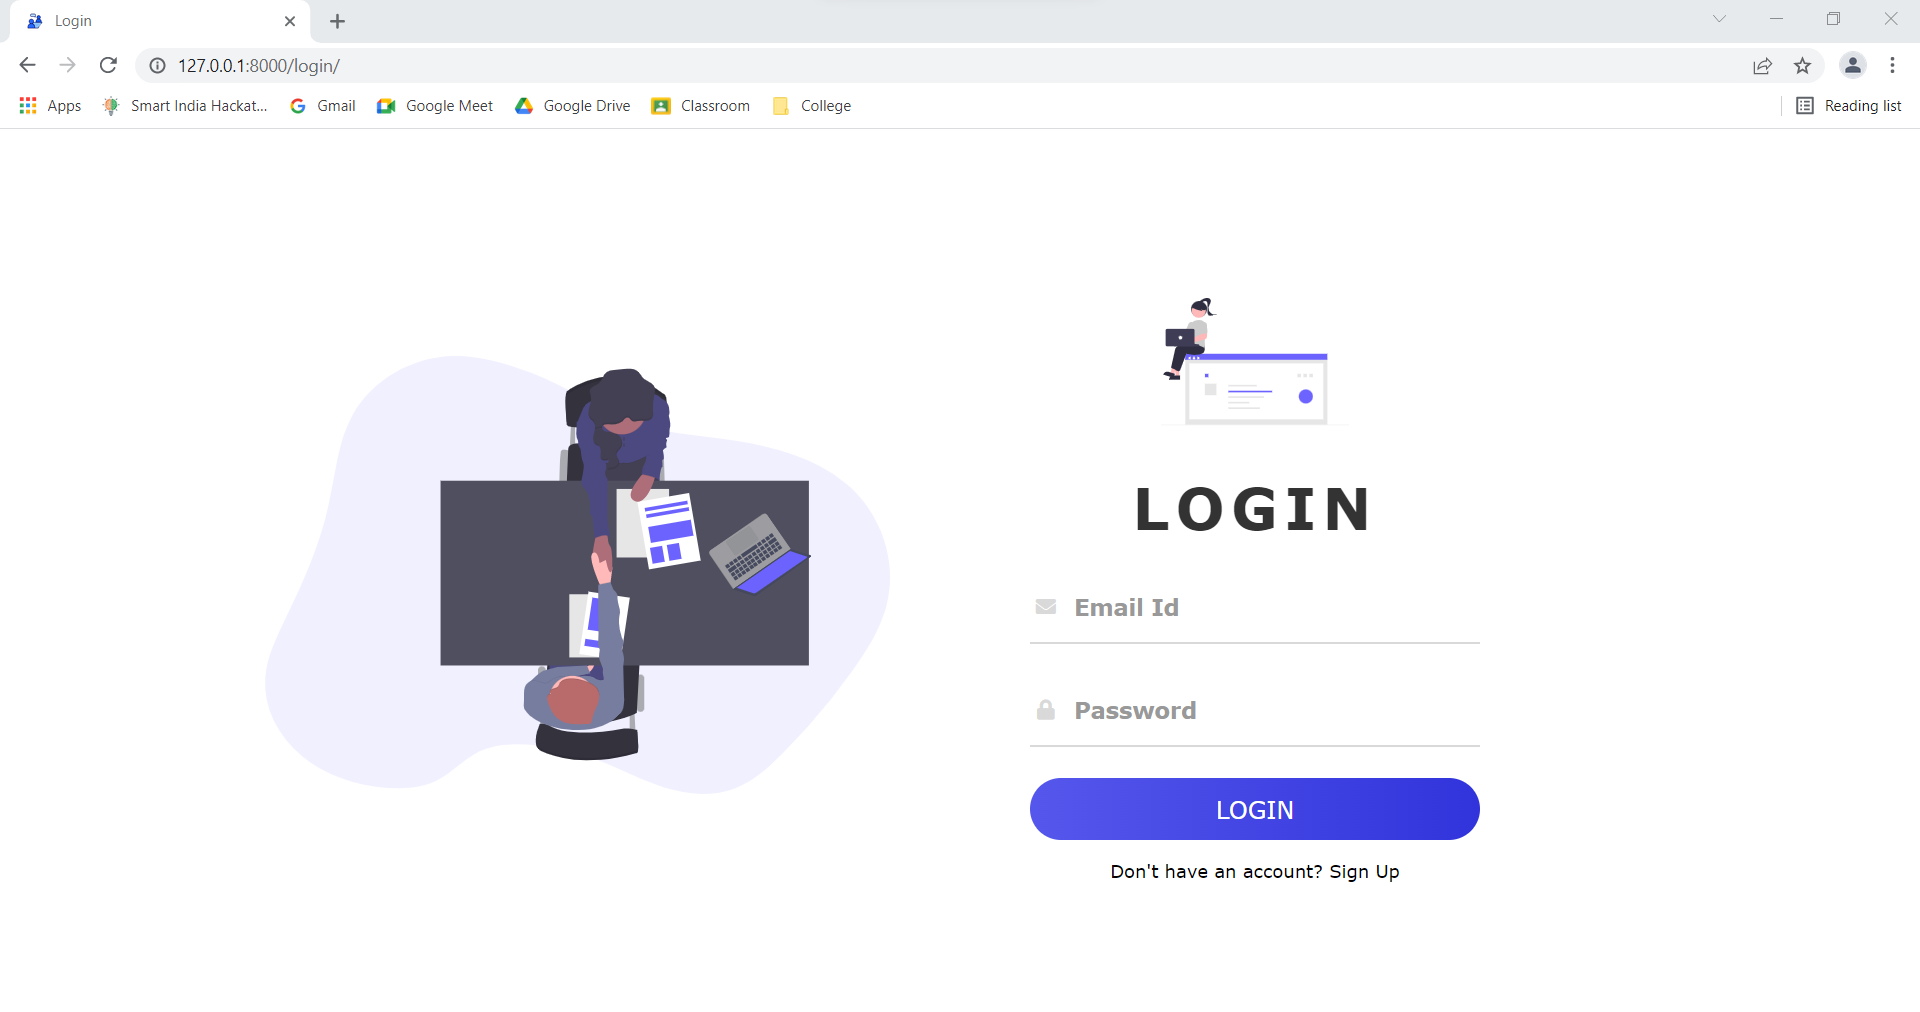 Login
127.0.0.1:8000/login/
Apps Smart India Hackat... Gmail Google Meet Google Drive Classroom College Reading list
LOGIN
Email Id
Password
LOGIN
Don't have an account? Sign Up